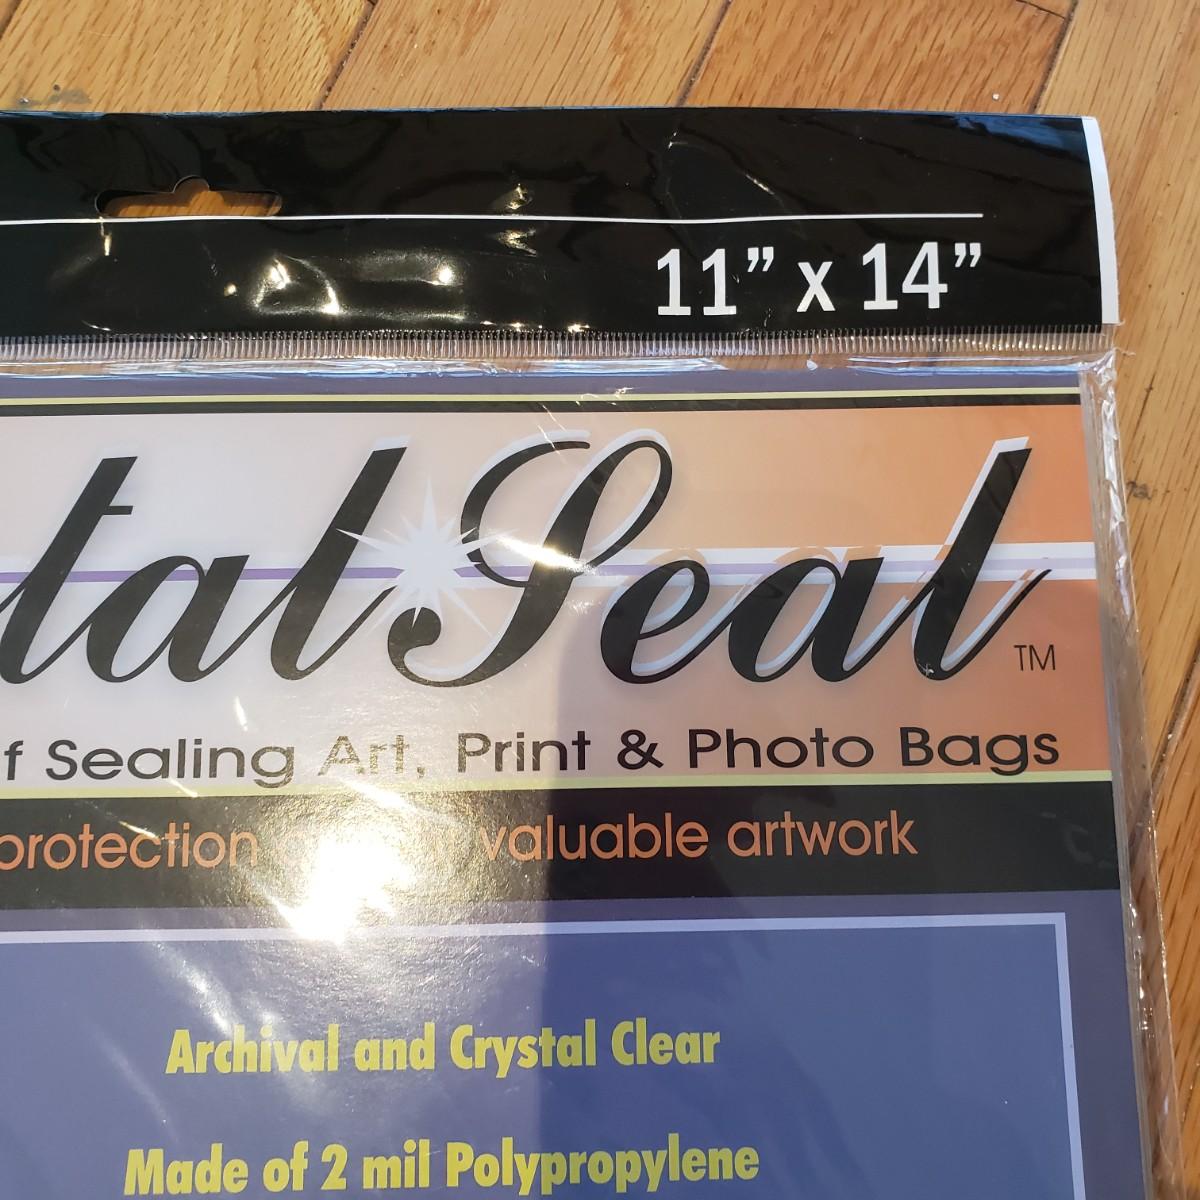 11” x 14”
tal Seal TM
f Sealing Art, Print & Photo Bags
protection valuable artwork
Archival and Crystal Clear
Made of 2 mil Polypropylene